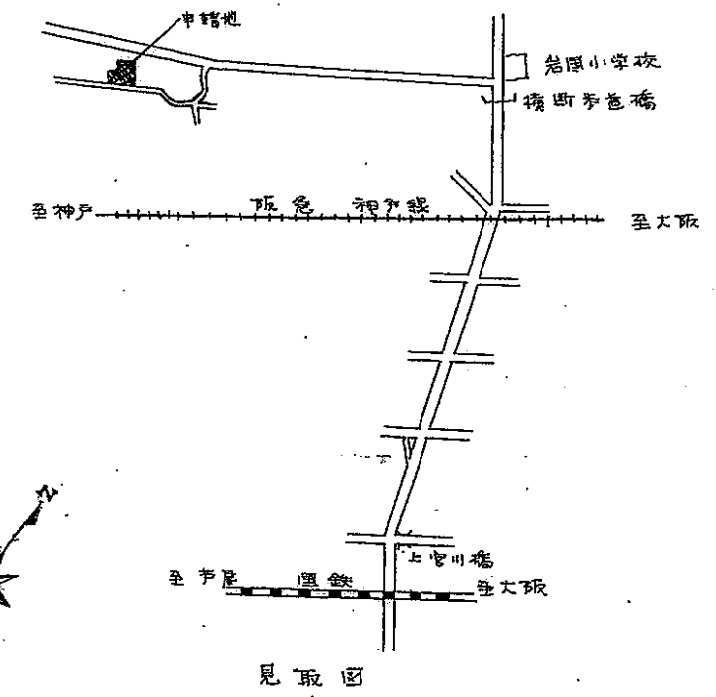 申請地
岩園小学校
横断歩道橋
至神戸
阪急 神戸線
至大阪
N
上宮川橋
至芦屋
国鉄
至大阪
見取図